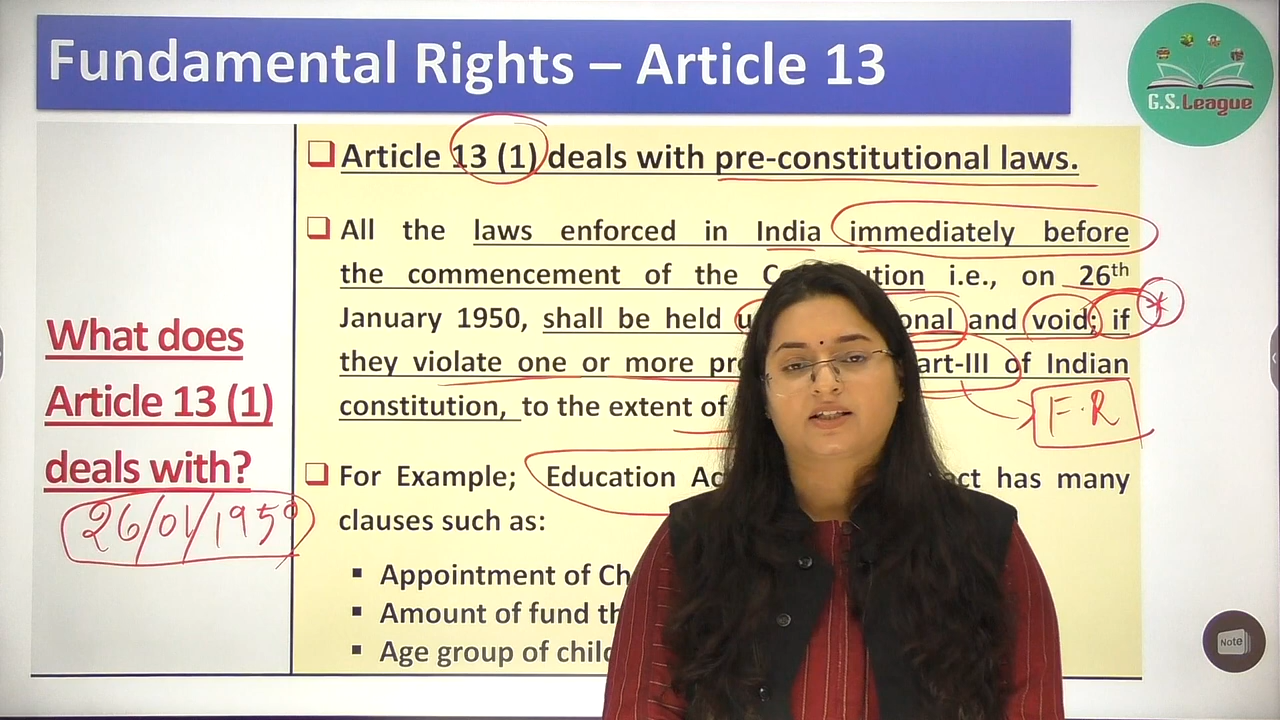 Fundamental Rights – Article 13
G.S.League
What does
Article 13 (1)
deals with?
26/01/1950
❑ Article 13 (1) deals with pre-constitutional laws.
❑ All the laws enforced in India immediately before
the commencement of the i.e., on 26th
January 1950, shall be held and void; if *
they violate one or more of Indian
constitution, to the extent of
F.R
❑ For Example; Education has many
clauses such as:
▪ Appointment of
▪ Amount of fund
▪ Age group of
Note